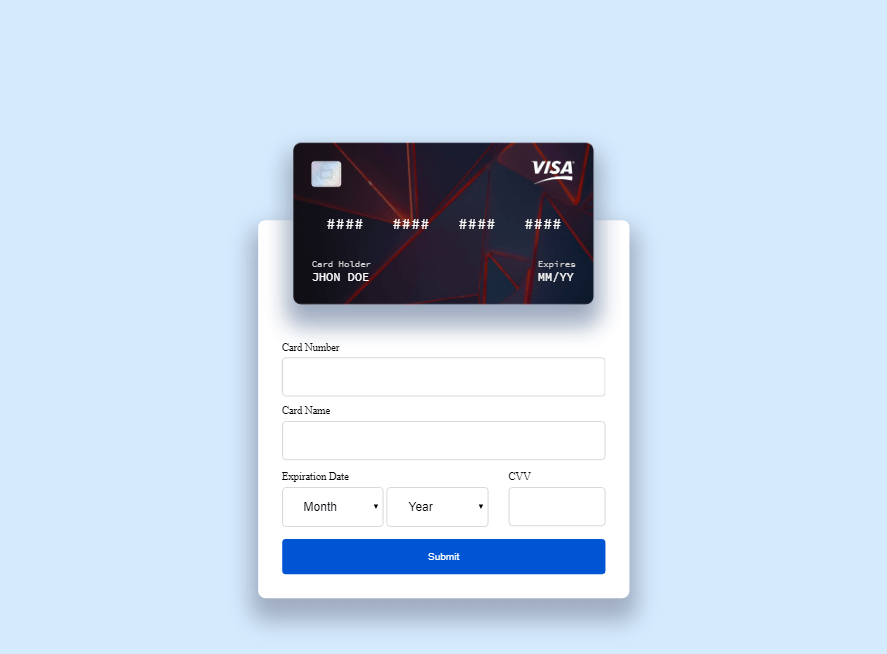 VISA
#### #### #### ####
Card Holder Expires
JHON DOE MM/YY
Card Number
Card Name
Expiration Date CVV
Month Year
Submit